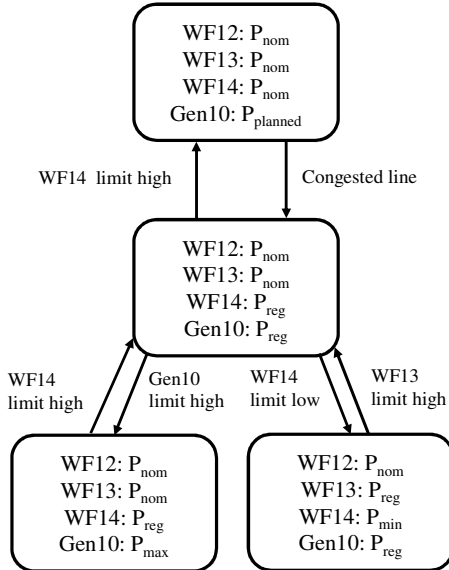 WF12: P_nom
WF13: P_nom
WF14: P_nom
Gen10: P_planned
WF14 limit high
Congested line
WF12: P_nom
WF13: P_nom
WF14: P_reg
Gen10: P_reg
WF14
limit high
Gen10
limit high
WF14
limit low
WF13
limit high
WF12: P_nom
WF13: P_nom
WF14: P_reg
Gen10: P_max
WF12: P_nom
WF13: P_reg
WF14: P_min
Gen10: P_reg